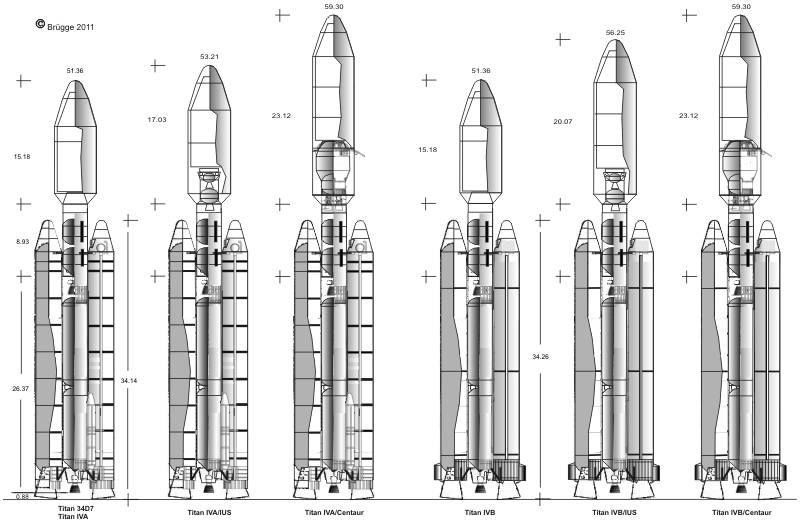 © Brügge 2011
59.30
59.30
56.25
53.21
51.36
51.36
17.03
23.12
20.07
23.12
15.18
15.18
8.93
34.26
34.14
26.37
0.88
Titan 34D7
Titan IVA
Titan IVA/IUS
Titan IVA/Centaur
Titan IVB
Titan IVB/IUS
Titan IVB/Centaur